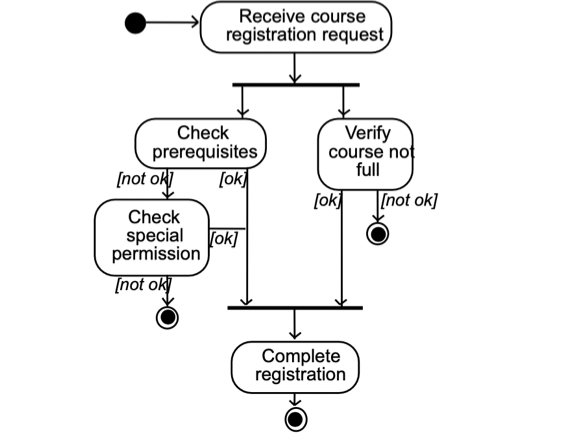 Receive course
registration request
Check
prerequisites
Verify
course not
full
[not ok]
[ok]
[ok]
[not ok]
Check
special
permission
[ok]
[not ok]
Complete
registration